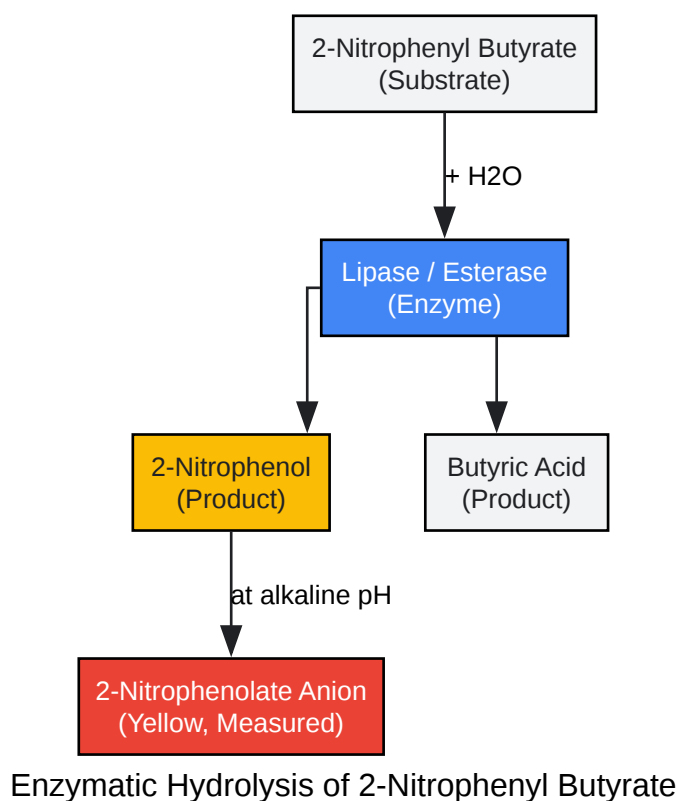 2-Nitrophenyl Butyrate
(Substrate)
+ H2O
Lipase / Esterase
(Enzyme)
2-Nitrophenol
(Product)
Butyric Acid
(Product)
at alkaline pH
2-Nitrophenolate Anion
(Yellow, Measured)
Enzymatic Hydrolysis of 2-Nitrophenyl Butyrate